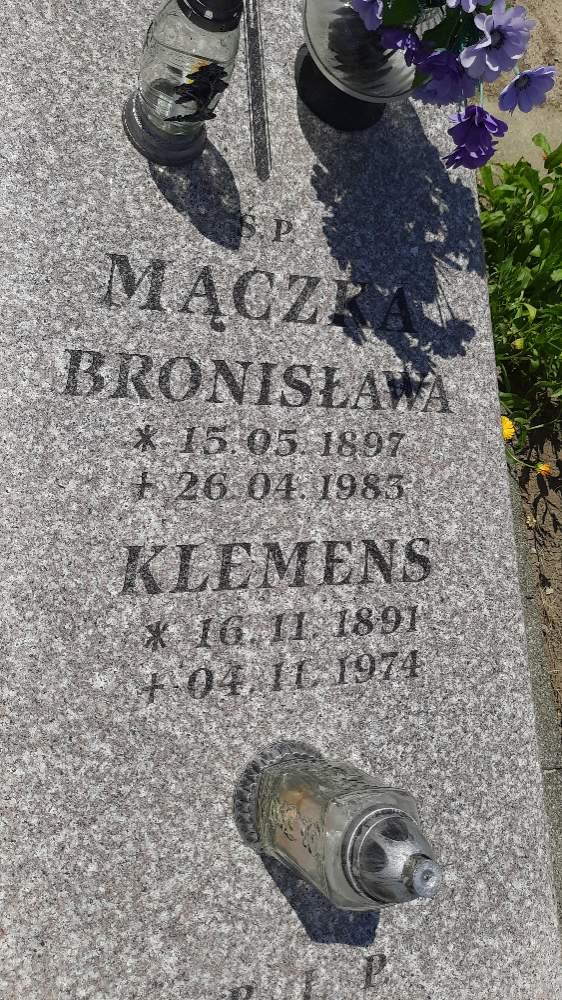 Ś. P.
MĄCZKA
BRONISŁAWA
* 15. 05. 1897
+ 26. 04. 1983
KLEMENS
* 16. 11. 1891
+ 04. 11. 1974
R I P